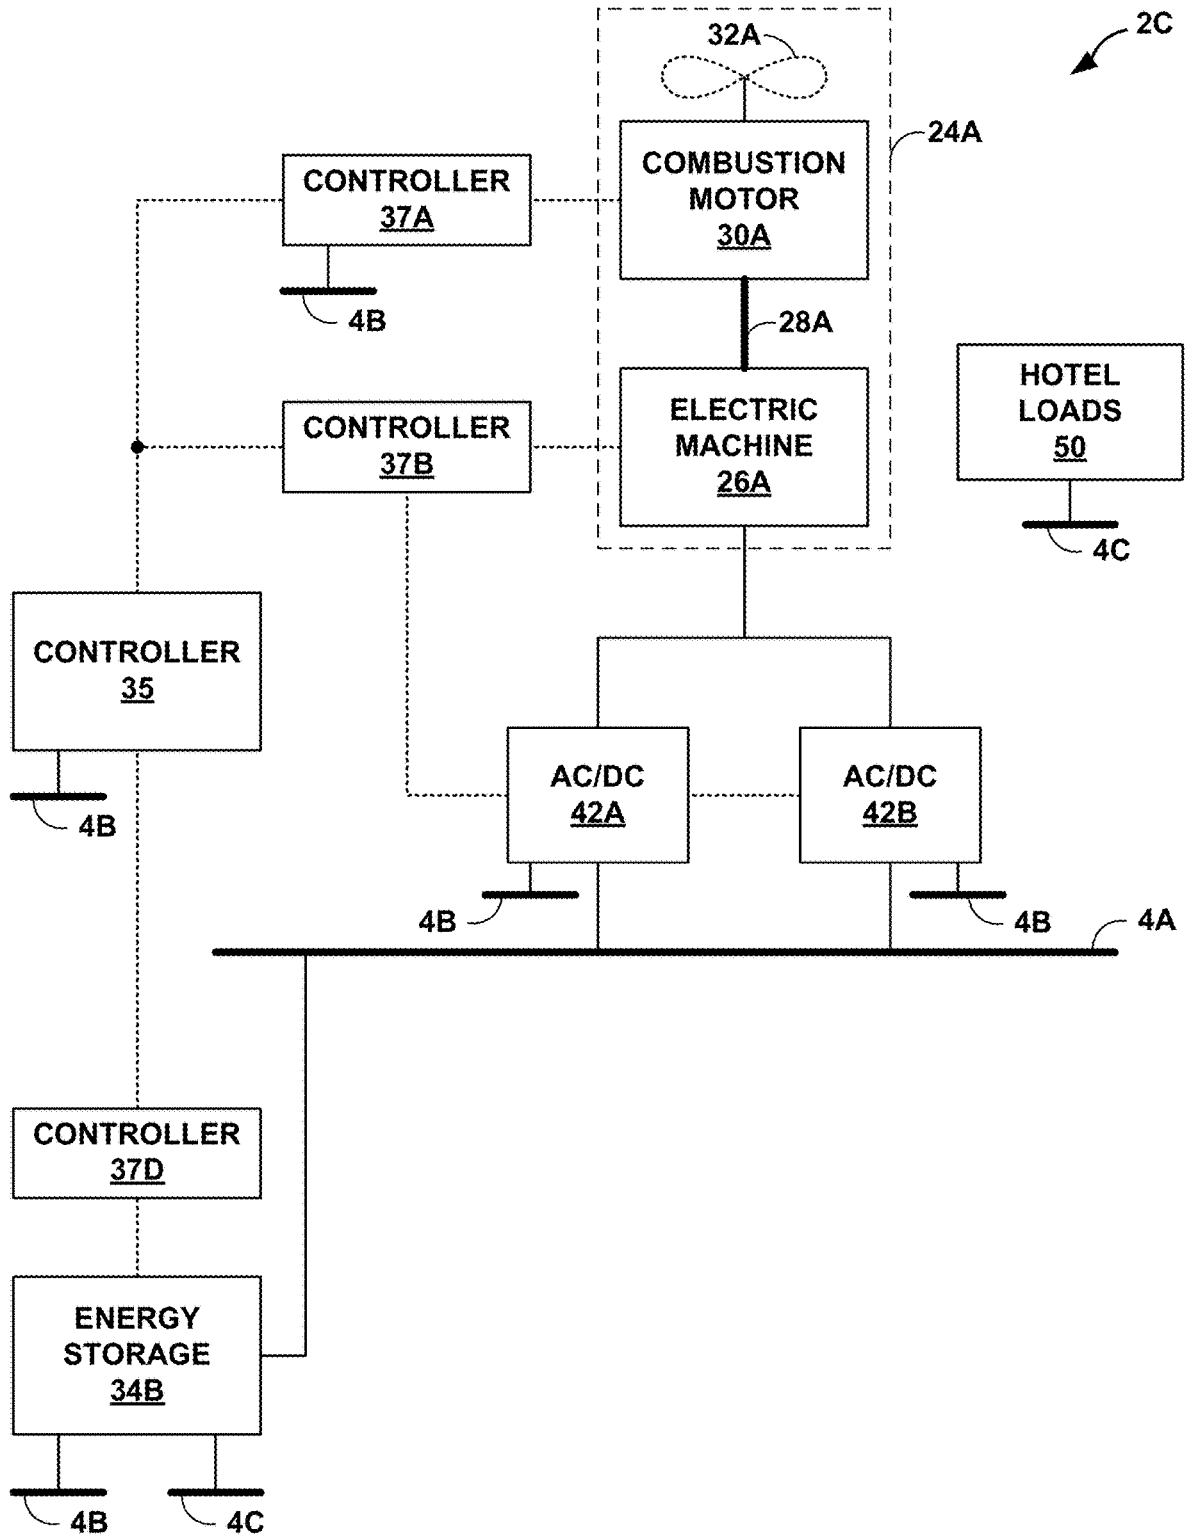 2C
32A
24A
COMBUSTION
MOTOR
30A
CONTROLLER
37A
4B
28A
HOTEL
LOADS
50
4C
ELECTRIC
MACHINE
26A
CONTROLLER
37B
CONTROLLER
35
4B
AC/DC
42A
AC/DC
42B
4B
4B
4A
CONTROLLER
37D
ENERGY
STORAGE
34B
4B
4C